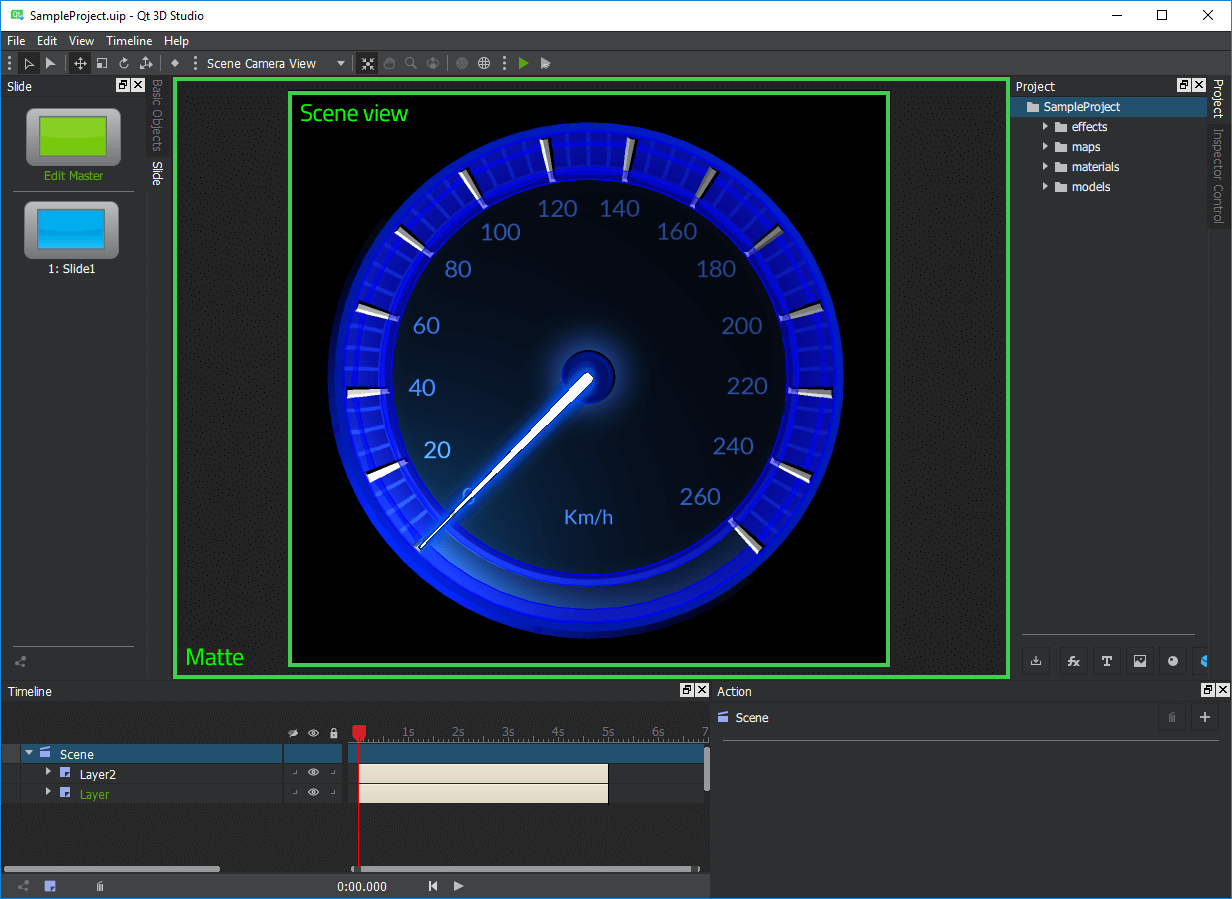 SampleProject.uip - Qt 3D Studio
File Edit View Timeline Help
Scene Camera View
Slide
Edit Master
1: Slide1
Basic Objects
Slide
Scene view
0
20
40
60
80
100
120
140
160
180
200
220
240
260
Km/h
Matte
Project
SampleProject
effects
maps
materials
models
Project
Inspector Control
fx
T
Timeline
1s 2s 3s 4s 5s 6s 7
Scene
Layer2
Layer
0:00.000
Action
Scene